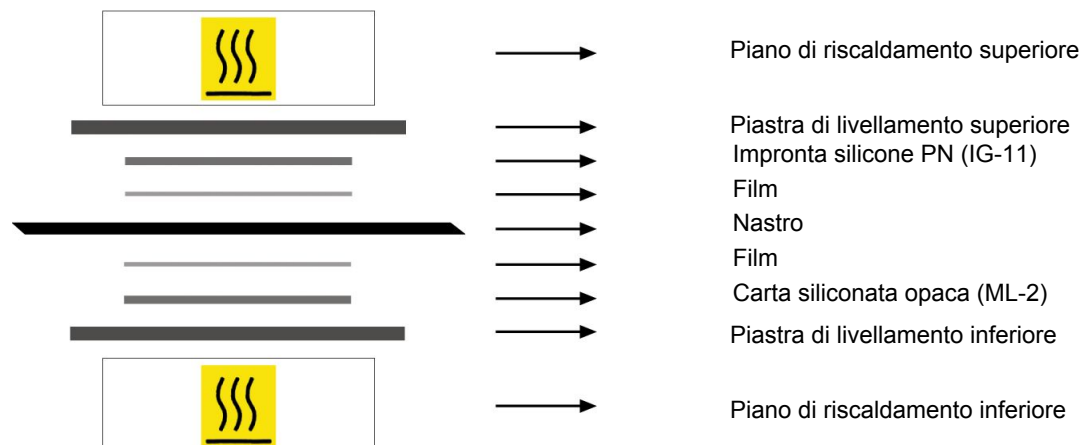 Piano di riscaldamento superiore
Piastra di livellamento superiore
Impronta silicone PN (IG-11)
Film
Nastro
Film
Carta siliconata opaca (ML-2)
Piastra di livellamento inferiore
Piano di riscaldamento inferiore